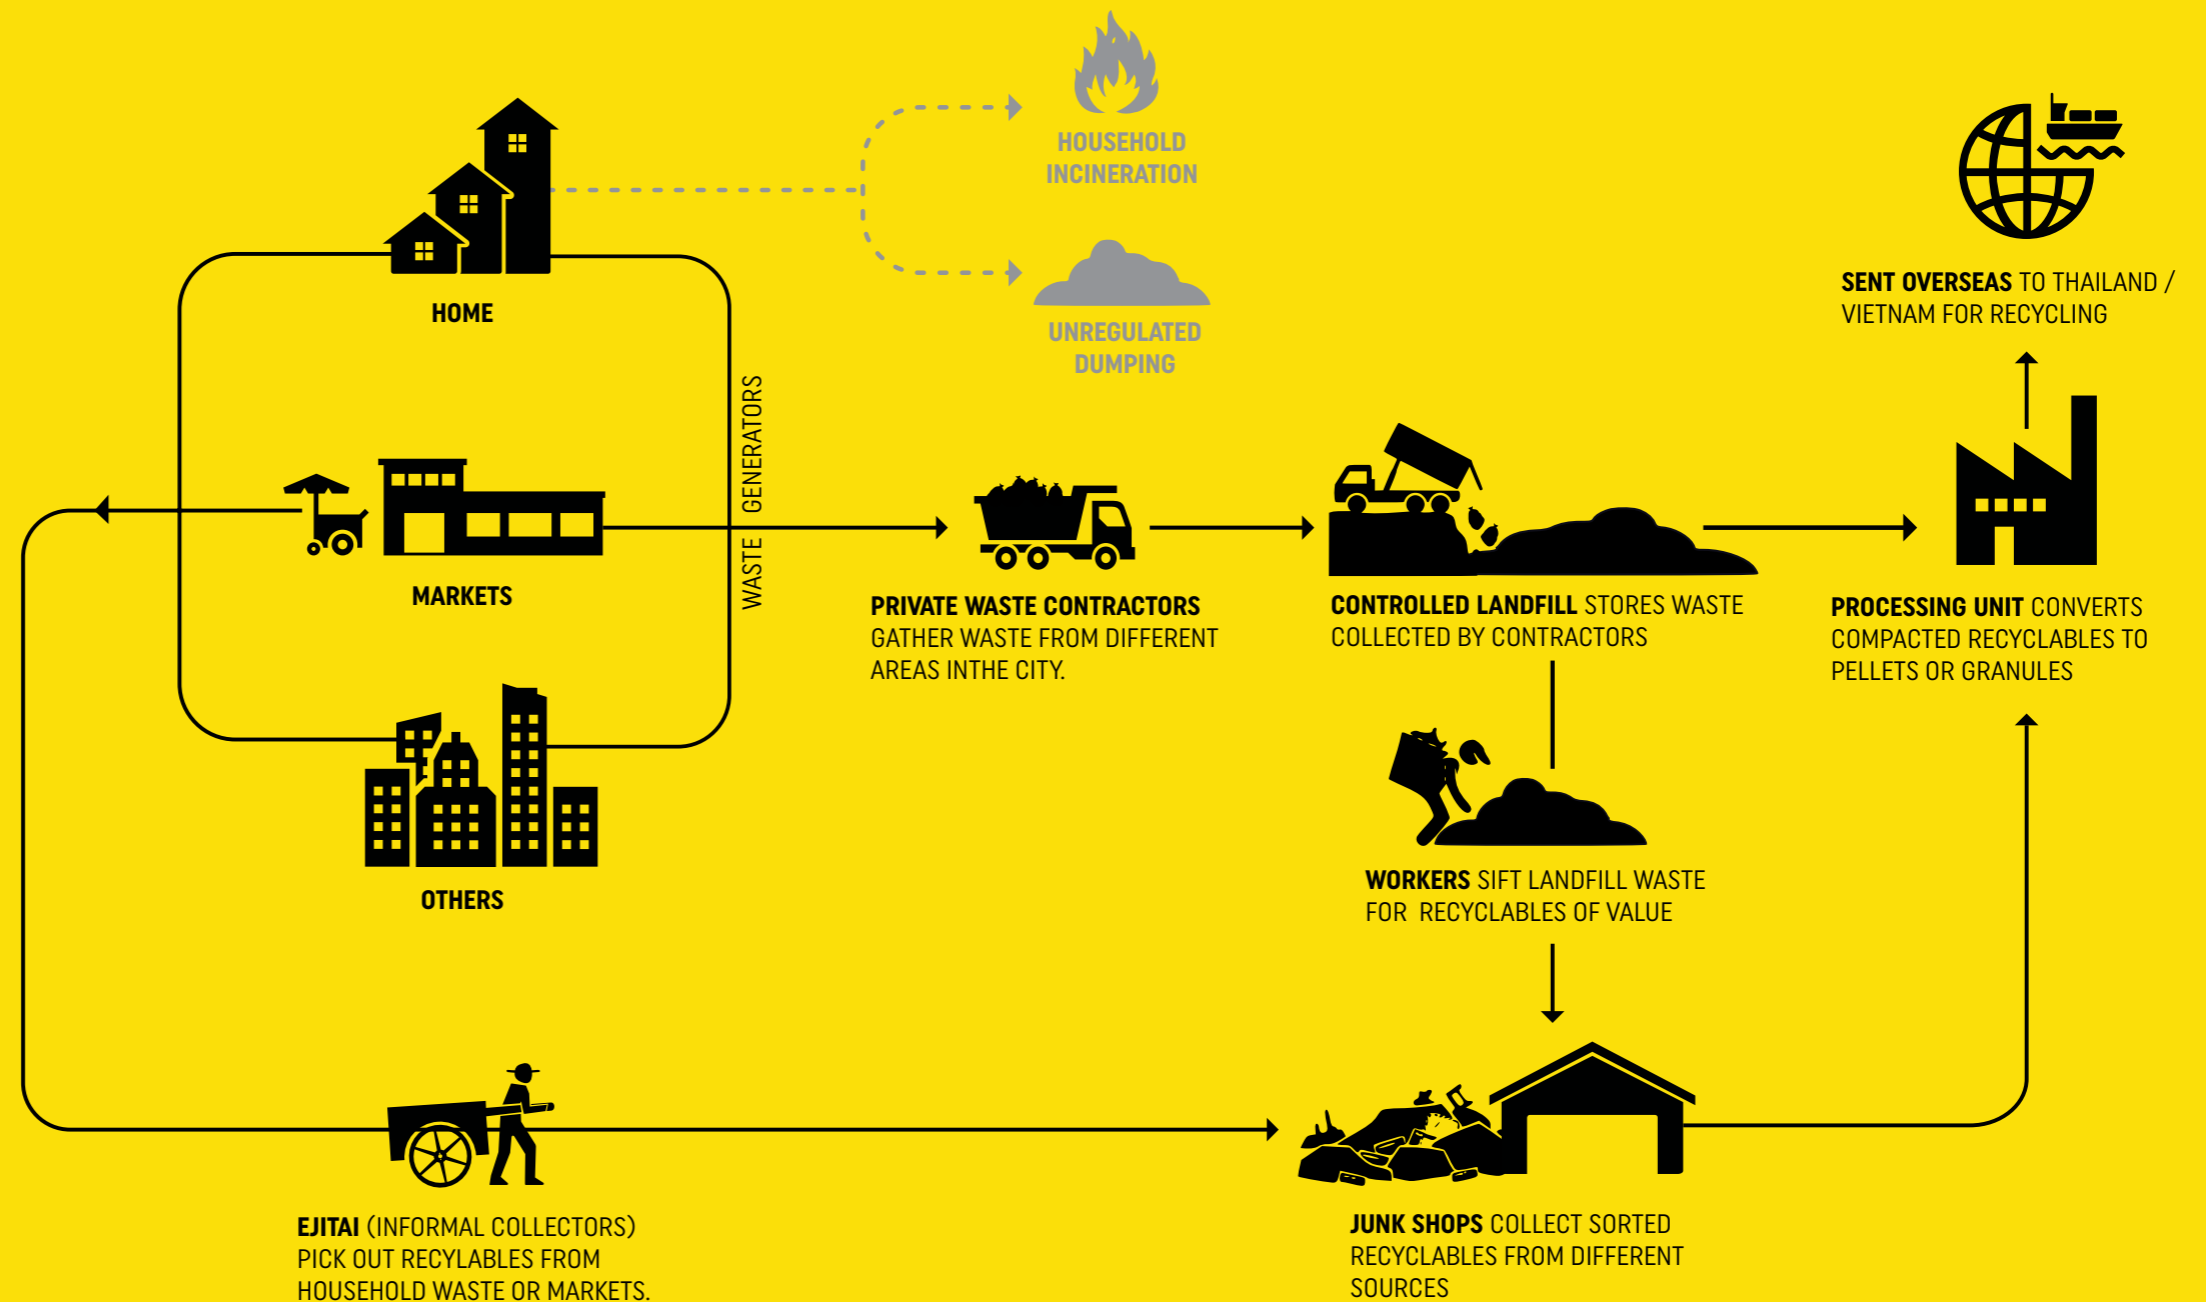 HOUSEHOLD
INCINERATION
UNREGULATED
DUMPING
HOME
MARKETS
OTHERS
WASTE GENERATORS
PRIVATE WASTE CONTRACTORS
GATHER WASTE FROM DIFFERENT
AREAS INTHE CITY.
CONTROLLED LANDFILL STORES WASTE
COLLECTED BY CONTRACTORS
SENT OVERSEAS TO THAILAND /
VIETNAM FOR RECYCLING
PROCESSING UNIT CONVERTS
COMPACTED RECYCLABLES TO
PELLETS OR GRANULES
WORKERS SIFT LANDFILL WASTE
FOR RECYCLABLES OF VALUE
EJITAI (INFORMAL COLLECTORS)
PICK OUT RECYLABLES FROM
HOUSEHOLD WASTE OR MARKETS.
JUNK SHOPS COLLECT SORTED
RECYCLABLES FROM DIFFERENT
SOURCES